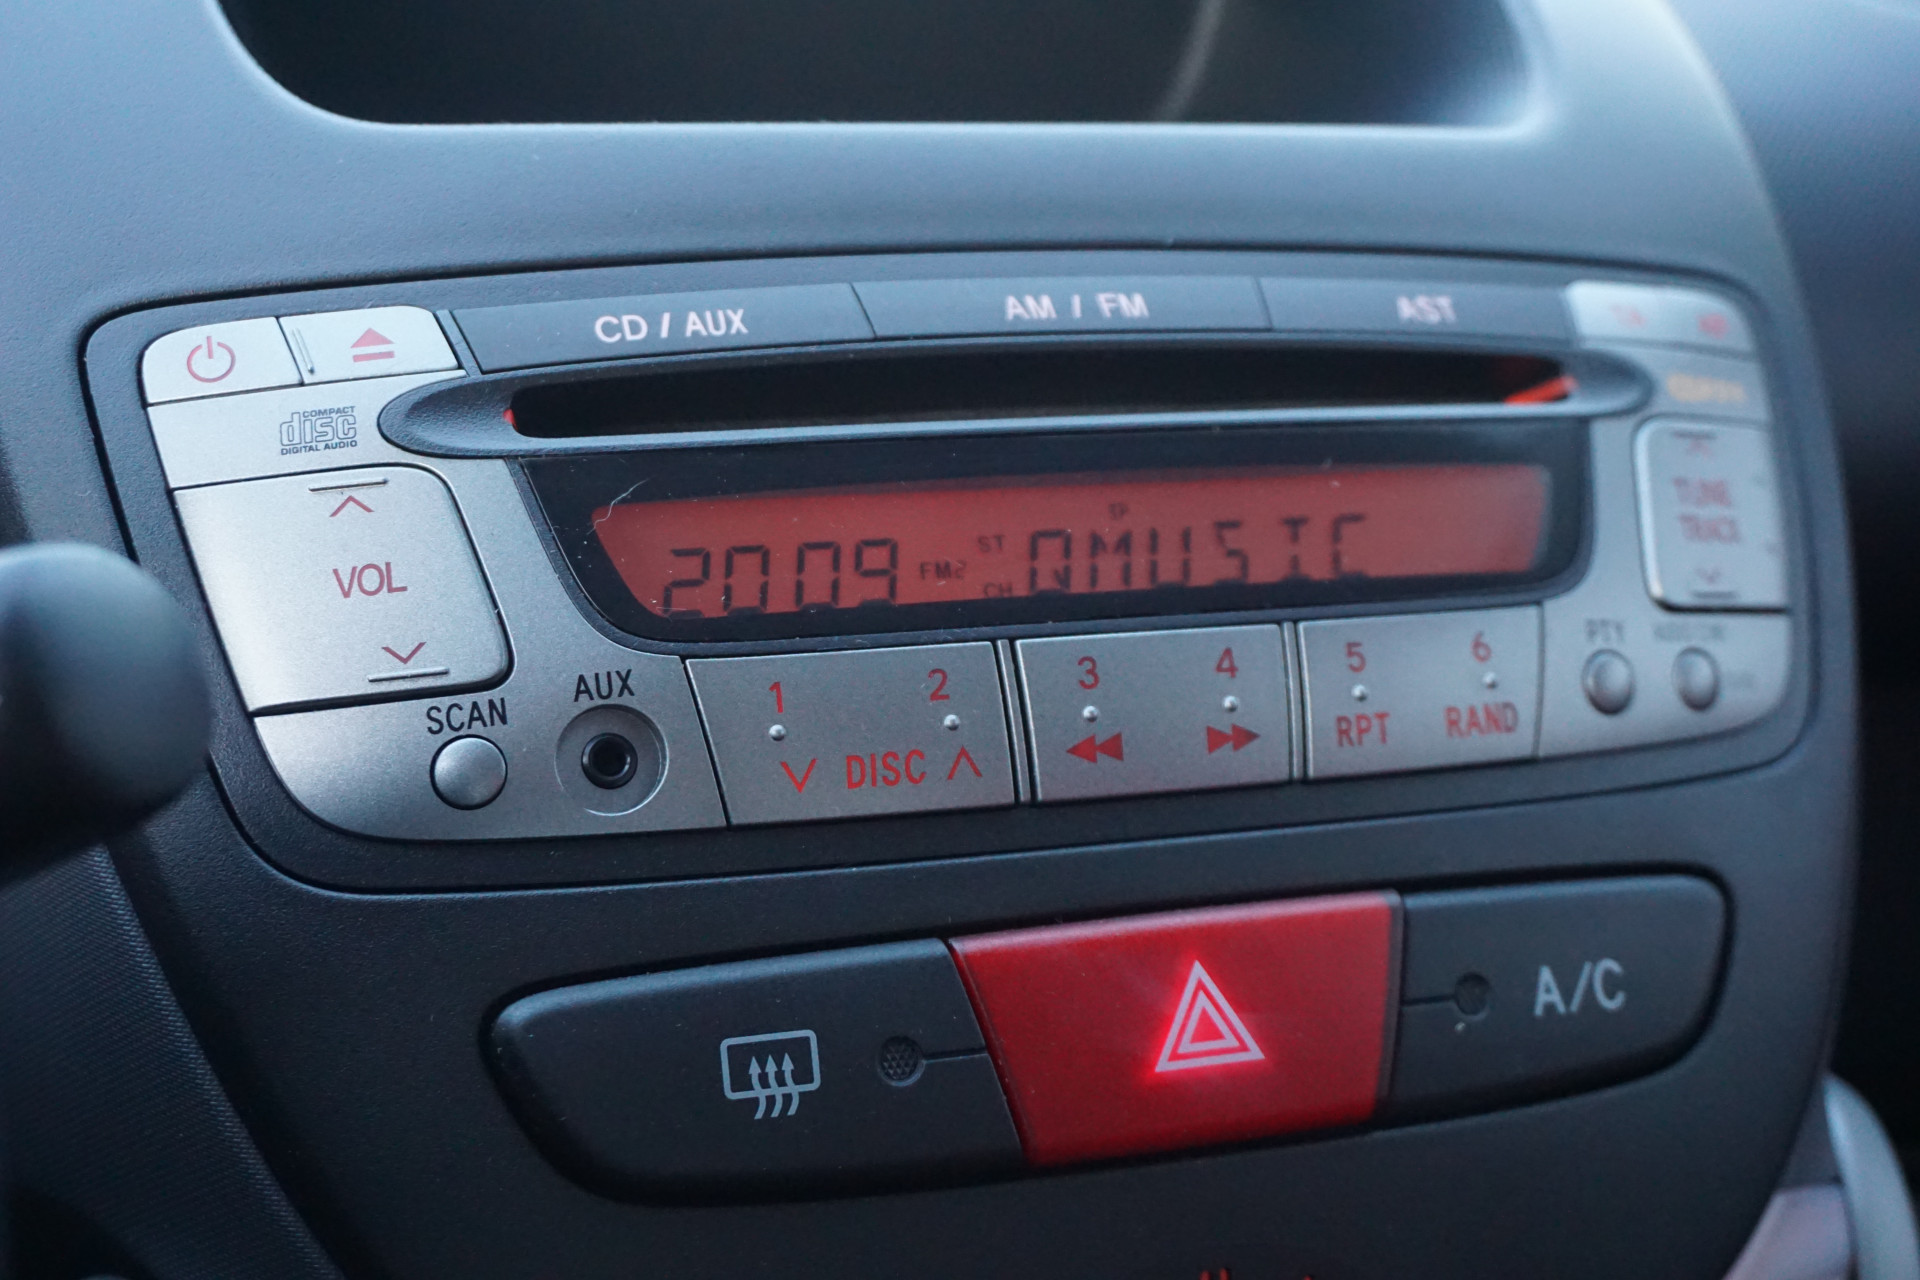 CD / AUX
AM / FM
AST
COMPACT
disc
DIGITAL AUDIO
VOL
TUNE
TRACK
TP
2009 FM2 ST QMUSIC
CH
SCAN
AUX
1
2
3
4
5
6
DISC
RPT
RAND
PTY
A/C